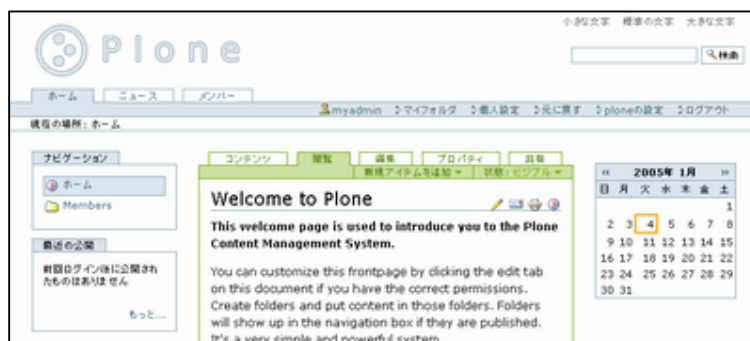 小さな文字 標準の文字 大きな文字
Plone
検索
ホーム ニュース メンバー
myadmin マイフォルダ 個人設定 元に戻す ploneの設定 ログアウト
現在の場所: ホーム
ナビゲーション
ホーム
Members
最近の公開
前回ログイン後に公開され
たものはありません
もっと...
コンテンツ 閲覧 編集 プロパティ 共有
新規アイテムを追加 状態: ビジブル
Welcome to Plone
This welcome page is used to introduce you to the Plone
Content Management System.
You can customize this frontpage by clicking the edit tab
on this document if you have the correct permissions.
Create folders and put content in those folders. Folders
will show up in the navigation box if they are published.
It's a very simple and powerful system.
« 2005年 1月 »
日 月 火 水 木 金 土
1
2 3 4 5 6 7 8
9 10 11 12 13 14 15
16 17 18 19 20 21 22
23 24 25 26 27 28 29
30 31